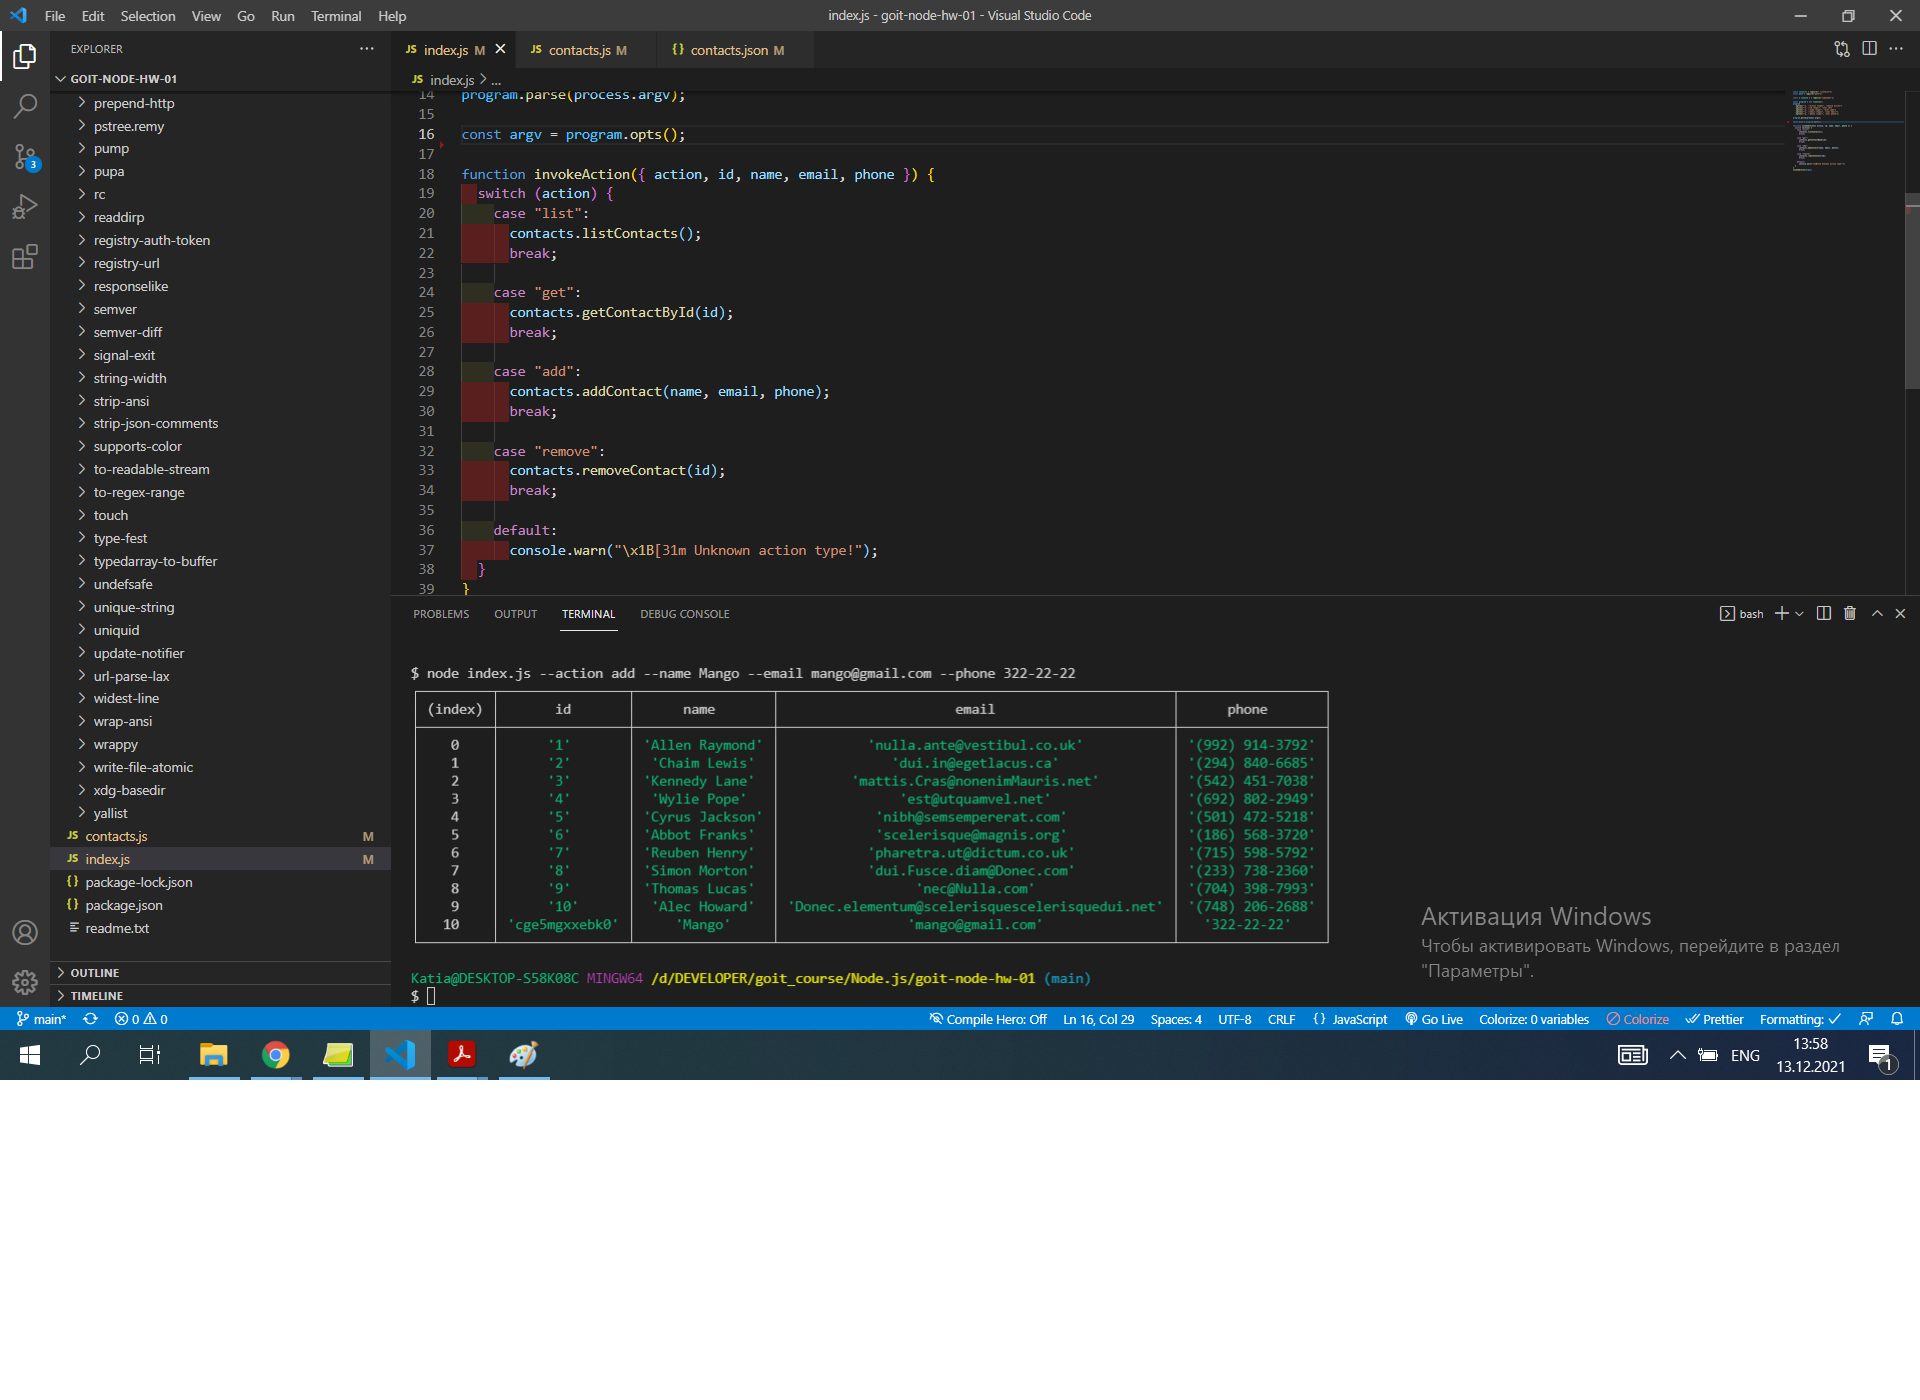 File Edit Selection View Go Run Terminal Help
index.js - goit-node-hw-01 - Visual Studio Code
EXPLORER
GOIT-NODE-HW-01
prepend-http
pstree.remy
pump
pupa
rc
readdirp
registry-auth-token
registry-url
responselike
semver
semver-diff
signal-exit
string-width
strip-ansi
strip-json-comments
supports-color
to-readable-stream
to-regex-range
touch
type-fest
typedarray-to-buffer
undefsafe
unique-string
uniquid
update-notifier
url-parse-lax
widest-line
wrap-ansi
wrappy
write-file-atomic
xdg-basedir
yallist
JS contacts.js M
JS index.js M
{} package-lock.json
{} package.json
readme.txt
OUTLINE
TIMELINE
3
JS index.js M
JS contacts.js M
{} contacts.json M
JS index.js > ...
14 program.parse(process.argv);
15
16 const argv = program.opts();
17
18 function invokeAction({ action, id, name, email, phone }) {
19 switch (action) {
20 case "list":
21 contacts.listContacts();
22 break;
23
24 case "get":
25 contacts.getContactById(id);
26 break;
27
28 case "add":
29 contacts.addContact(name, email, phone);
30 break;
31
32 case "remove":
33 contacts.removeContact(id);
34 break;
35
36 default:
37 console.warn("\x1B[31m Unknown action type!");
38 }
39 }
PROBLEMS OUTPUT TERMINAL DEBUG CONSOLE
bash
$ node index.js --action add --name Mango --email mango@gmail.com --phone 322-22-22
(index) id name email phone
0 '1' 'Allen Raymond' 'nulla.ante@vestibul.co.uk' '(992) 914-3792'
1 '2' 'Chaim Lewis' 'dui.in@egetlacus.ca' '(294) 840-6685'
2 '3' 'Kennedy Lane' 'mattis.Cras@nonenimMauris.net' '(542) 451-7038'
3 '4' 'Wylie Pope' 'est@utquamvel.net' '(692) 802-2949'
4 '5' 'Cyrus Jackson' 'nibh@semsempererat.com' '(501) 472-5218'
5 '6' 'Abbot Franks' 'scelerisque@magnis.org' '(186) 568-3720'
6 '7' 'Reuben Henry' 'pharetra.ut@dictum.co.uk' '(715) 598-5792'
7 '8' 'Simon Morton' 'dui.Fusce.diam@Donec.com' '(233) 738-2360'
8 '9' 'Thomas Lucas' 'nec@Nulla.com' '(704) 398-7993'
9 '10' 'Alec Howard' 'Donec.elementum@scelerisquescelerisquedui.net' '(748) 206-2688'
10 'cge5mgxxebk0' 'Mango' 'mango@gmail.com' '322-22-22'
Katia@DESKTOP-S58K08C MINGW64 /d/DEVELOPER/goit_course/Node.js/goit-node-hw-01 (main)
$
Активация Windows
Чтобы активировать Windows, перейдите в раздел
"Параметры".
main* 0 0
Compile Hero: Off Ln 16, Col 29 Spaces: 4 UTF-8 CRLF {} JavaScript Go Live Colorize: 0 variables Colorize Prettier Formatting: ✓
ENG
13:58
13.12.2021
1